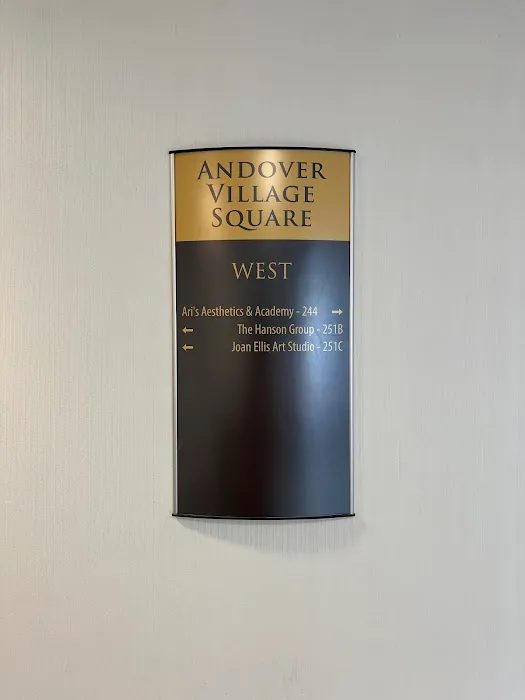 ANDOVER
VILLAGE
SQUARE
WEST
Ari's Aesthetics & Academy - 244 →
← The Hanson Group - 251B
← Joan Ellis Art Studio - 251C